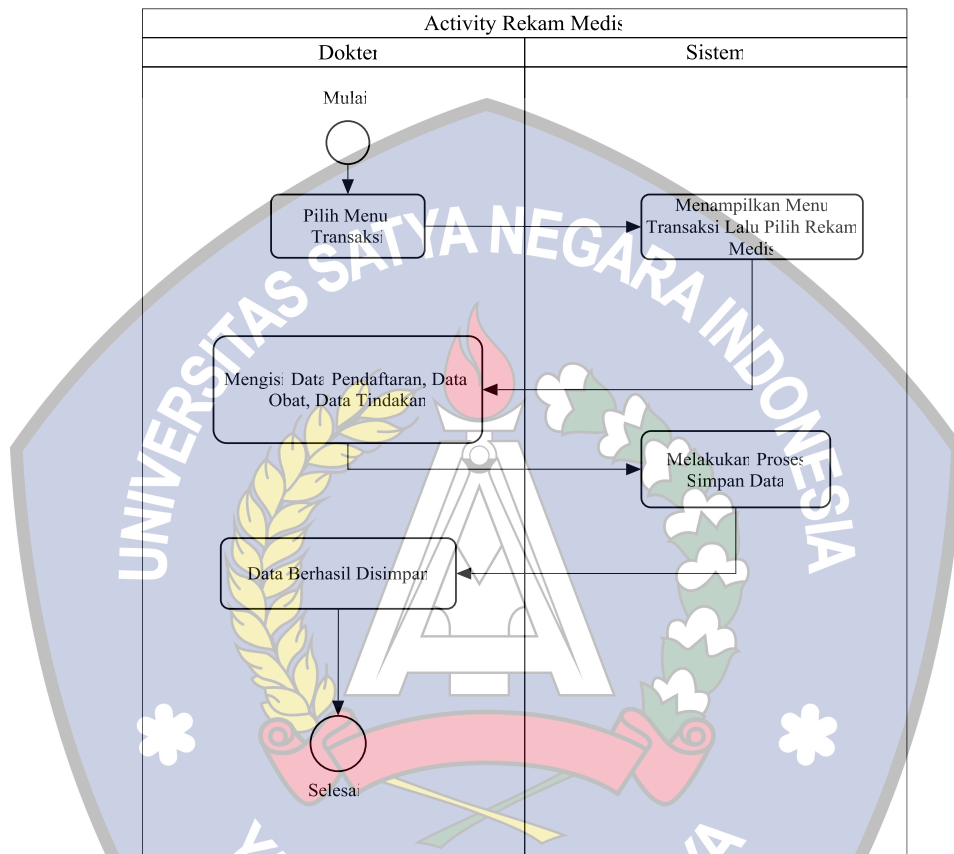 Activity Rekam Medis
Dokter
Sistem
Mulai
Pilih Menu
Transaksi
Menampilkan Menu
Transaksi Lalu Pilih Rekam
Medis
UNIVERSITAS SATYA NEGARA INDONESIA
Mengisi Data Pendaftaran, Data
Obat, Data Tindakan
Melakukan Proses
Simpan Data
Data Berhasil Disimpan
Selesai